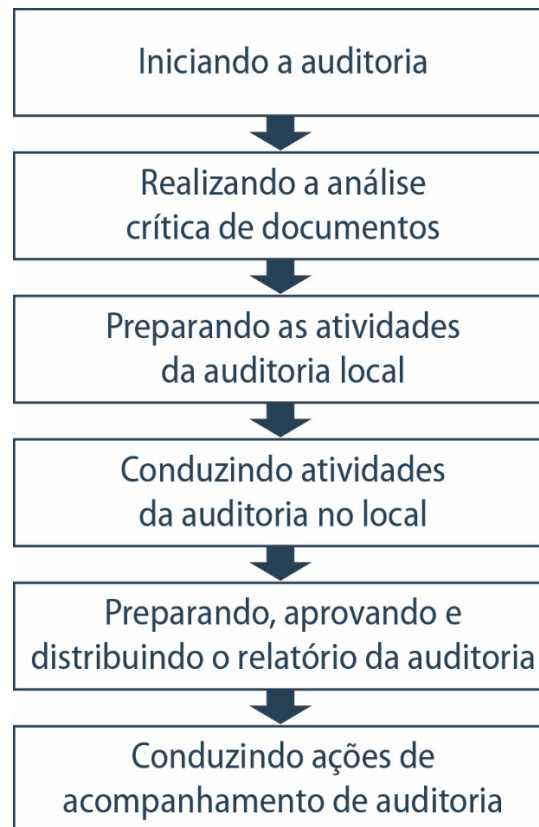 Iniciando a auditoria
Realizando a análise
crítica de documentos
Preparando as atividades
da auditoria local
Conduzindo atividades
da auditoria no local
Preparando, aprovando e
distribuindo o relatório da auditoria
Conduzindo ações de
acompanhamento de auditoria